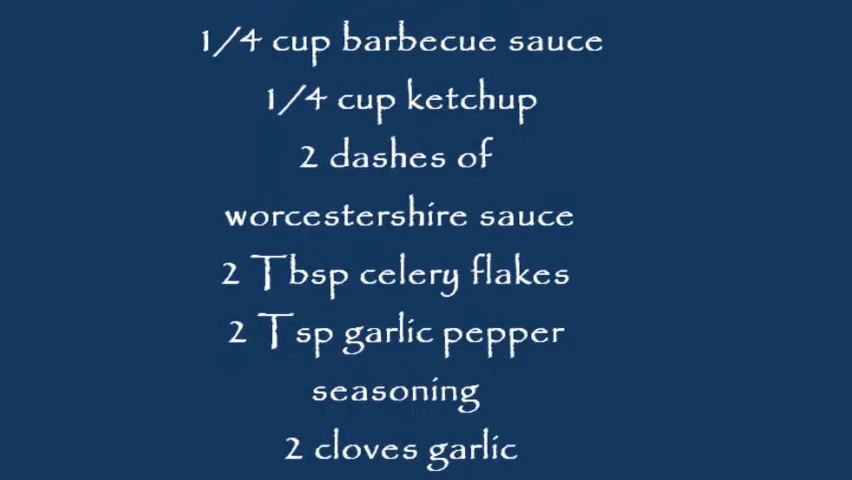 1/4 cup barbecue sauce
1/4 cup ketchup
2 dashes of
worcestershire sauce
2 Tbsp celery flakes
2 Tsp garlic pepper
seasoning
2 cloves garlic